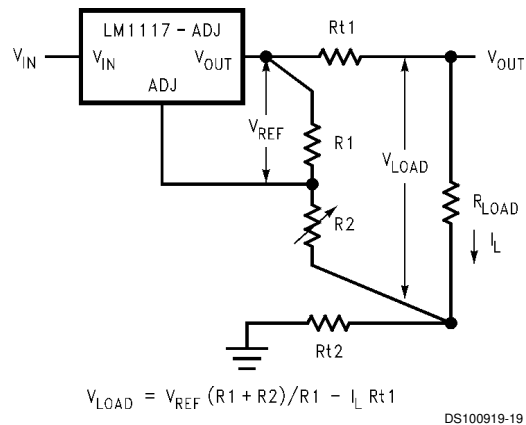 LM1117-ADJ
Rt1
V_IN
V_IN
V_OUT
V_OUT
ADJ
V_REF
R1
V_LOAD
R_LOAD
R2
I_L
Rt2
V_LOAD = V_REF (R1 + R2)/R1 - I_L Rt1
DS100919-19